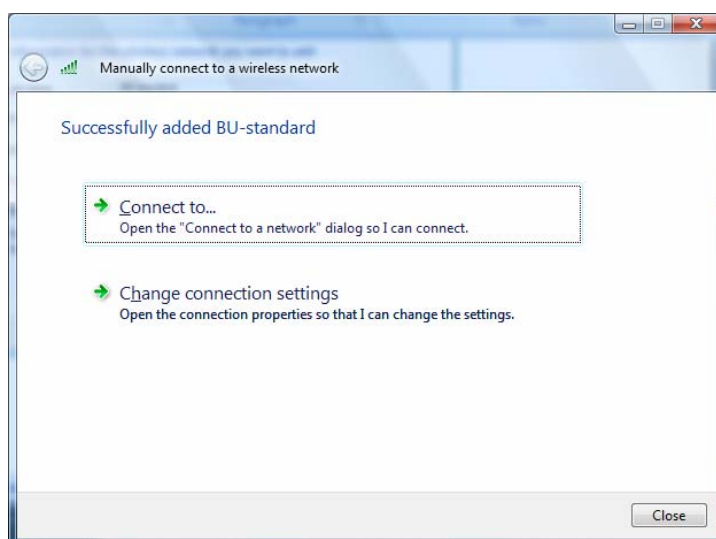 Manually connect to a wireless network
Successfully added BU-standard
Connect to...
Open the "Connect to a network" dialog so I can connect.
Change connection settings
Open the connection properties so that I can change the settings.
Close